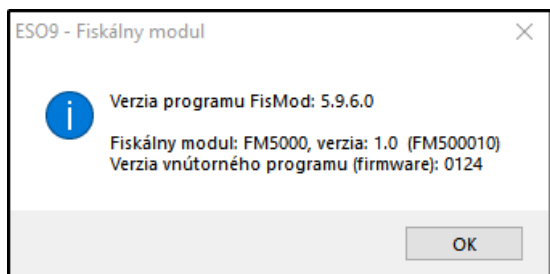 ESO9 - Fiskálny modul
Verzia programu FisMod: 5.9.6.0
Fiskálny modul: FM5000, verzia: 1.0  (FM500010)
Verzia vnútorného programu (firmware): 0124
OK